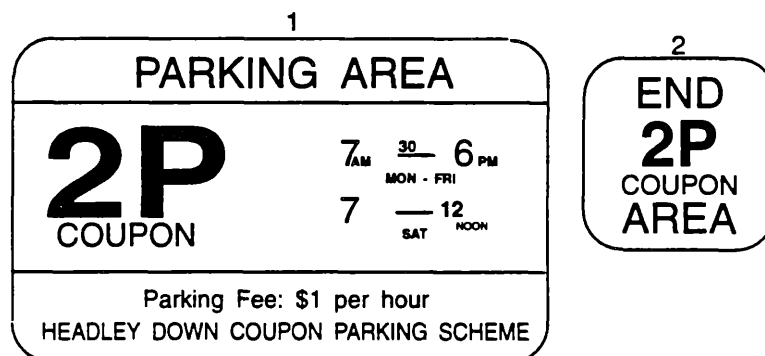 1
PARKING AREA
2P
COUPON
7AM 30 — 6PM
MON - FRI
7 — 12 NOON
SAT
Parking Fee: $1 per hour
HEADLEY DOWN COUPON PARKING SCHEME
2
END
2P
COUPON
AREA